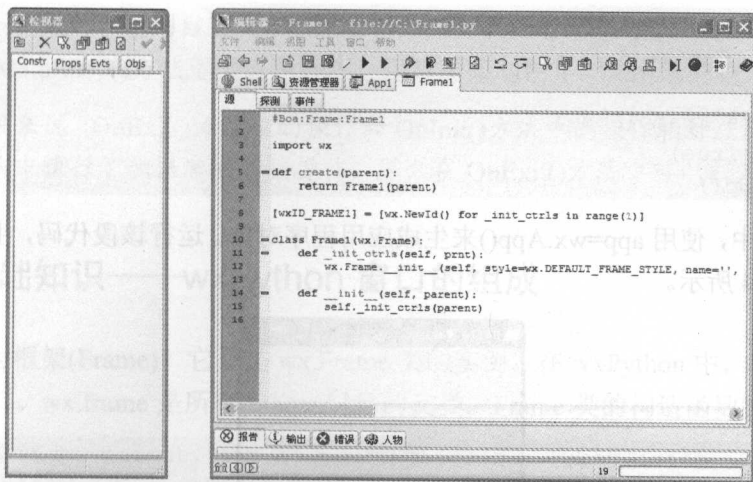 检视器
Constr Props Evts Objs
编辑器 - Frame1 - file://C:\Frame1.py
文件 编辑 视图 工具 窗口 帮助
Shell 资源管理器 App1 Frame1
源 探测 事件
1 #Boa:Frame:Frame1
2
3 import wx
4
5 def create(parent):
6 return Frame1(parent)
7
8 [wxID_FRAME1] = [wx.NewId() for _init_ctrls in range(1)]
9
10 class Frame1(wx.Frame):
11 def _init_ctrls(self, prnt):
12 wx.Frame.__init__(self, style=wx.DEFAULT_FRAME_STYLE, name='',
13
14 def __init__(self, parent):
15 self._init_ctrls(parent)
16
报告 输出 错误 人物
19